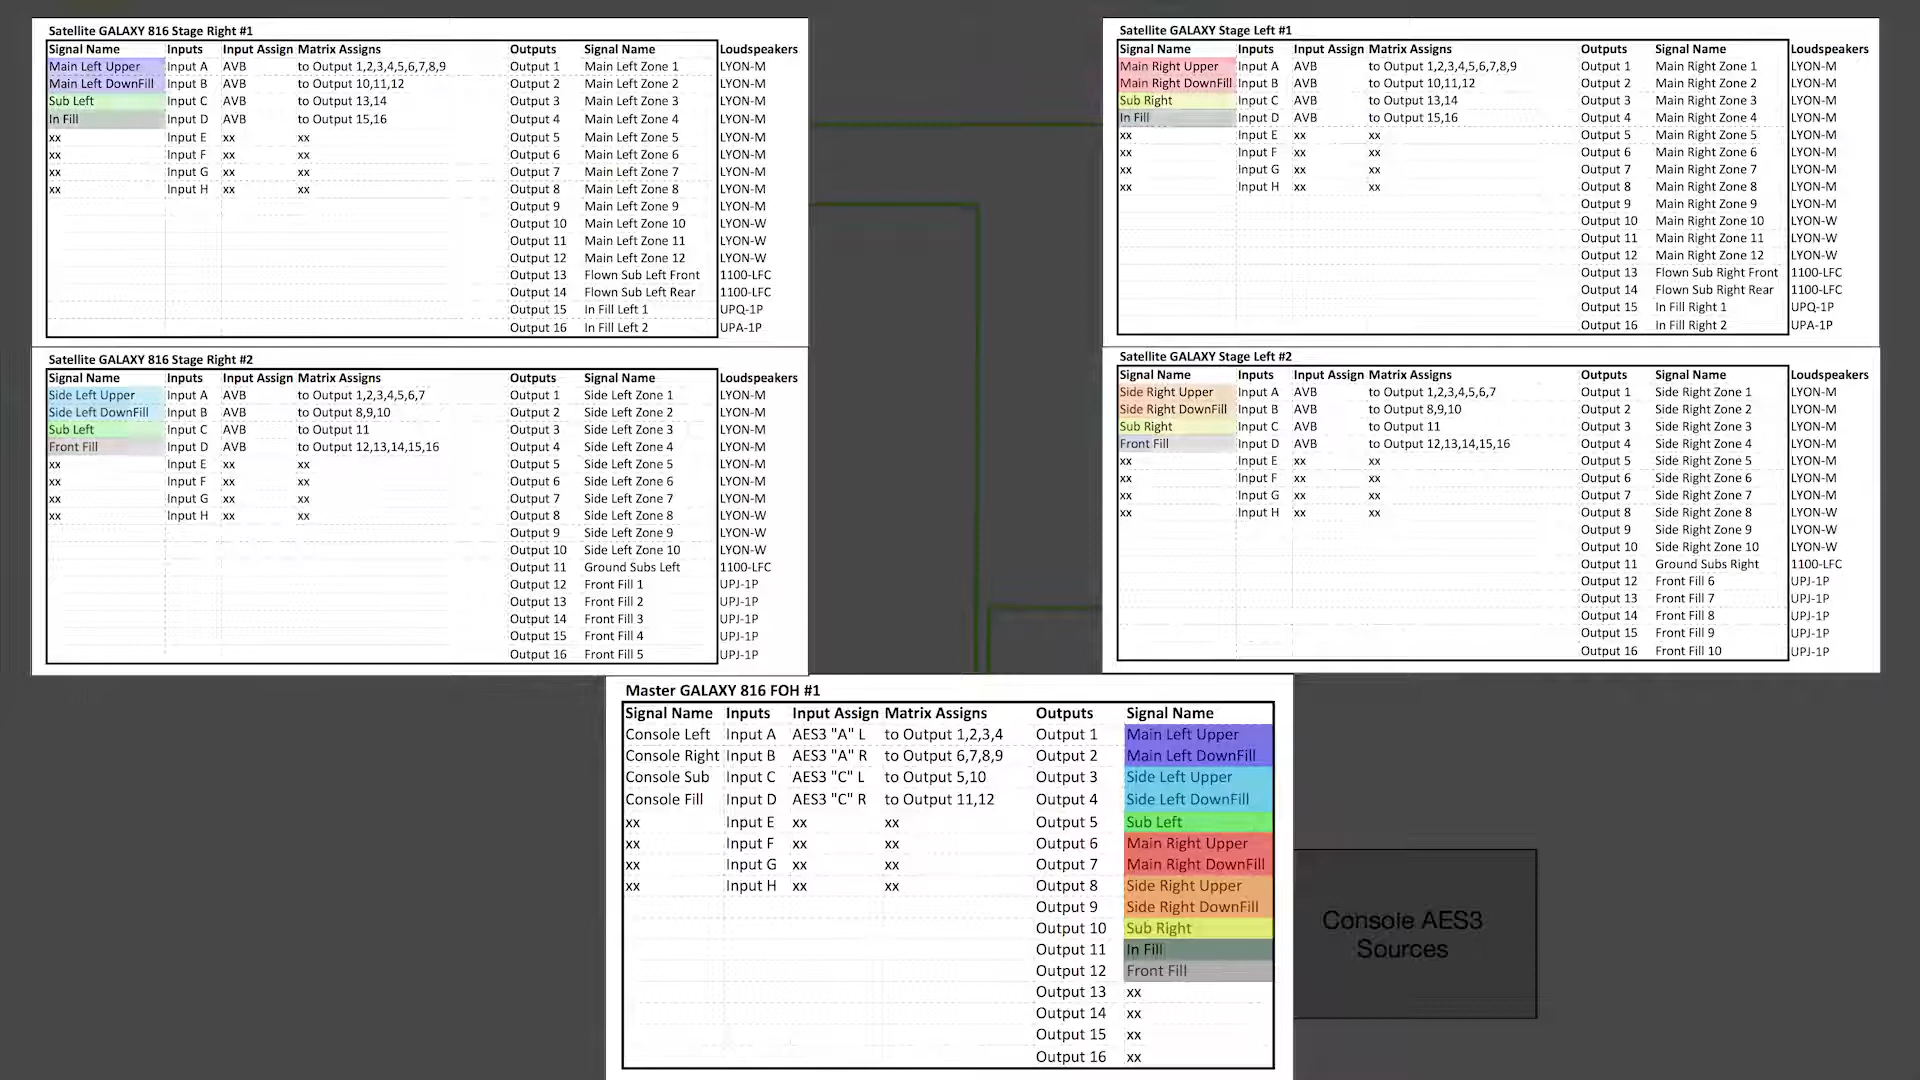 Satellite GALAXY 816 Stage Right #1
Signal Name Inputs Input Assign Matrix Assigns Outputs Signal Name Loudspeakers
Main Left Upper Input A AVB to Output 1,2,3,4,5,6,7,8,9 Output 1 Main Left Zone 1 LYON-M
Main Left DownFill Input B AVB to Output 10,11,12 Output 2 Main Left Zone 2 LYON-M
Sub Left Input C AVB to Output 13,14 Output 3 Main Left Zone 3 LYON-M
In Fill Input D AVB to Output 15,16 Output 4 Main Left Zone 4 LYON-M
xx Input E xx xx Output 5 Main Left Zone 5 LYON-M
xx Input F xx xx Output 6 Main Left Zone 6 LYON-M
xx Input G xx xx Output 7 Main Left Zone 7 LYON-M
xx Input H xx xx Output 8 Main Left Zone 8 LYON-M
Output 9 Main Left Zone 9 LYON-M
Output 10 Main Left Zone 10 LYON-W
Output 11 Main Left Zone 11 LYON-W
Output 12 Main Left Zone 12 LYON-W
Output 13 Flown Sub Left Front 1100-LFC
Output 14 Flown Sub Left Rear 1100-LFC
Output 15 In Fill Left 1 UPQ-1P
Output 16 In Fill Left 2 UPA-1P
Satellite GALAXY Stage Left #1
Signal Name Inputs Input Assign Matrix Assigns Outputs Signal Name Loudspeakers
Main Right Upper Input A AVB to Output 1,2,3,4,5,6,7,8,9 Output 1 Main Right Zone 1 LYON-M
Main Right DownFill Input B AVB to Output 10,11,12 Output 2 Main Right Zone 2 LYON-M
Sub Right Input C AVB to Output 13,14 Output 3 Main Right Zone 3 LYON-M
In Fill Input D AVB to Output 15,16 Output 4 Main Right Zone 4 LYON-M
xx Input E xx xx Output 5 Main Right Zone 5 LYON-M
xx Input F xx xx Output 6 Main Right Zone 6 LYON-M
xx Input G xx xx Output 7 Main Right Zone 7 LYON-M
xx Input H xx xx Output 8 Main Right Zone 8 LYON-M
Output 9 Main Right Zone 9 LYON-M
Output 10 Main Right Zone 10 LYON-W
Output 11 Main Right Zone 11 LYON-W
Output 12 Main Right Zone 12 LYON-W
Output 13 Flown Sub Right Front 1100-LFC
Output 14 Flown Sub Right Rear 1100-LFC
Output 15 In Fill Right 1 UPQ-1P
Output 16 In Fill Right 2 UPA-1P
Satellite GALAXY 816 Stage Right #2
Signal Name Inputs Input Assign Matrix Assigns Outputs Signal Name Loudspeakers
Side Left Upper Input A AVB to Output 1,2,3,4,5,6,7 Output 1 Side Left Zone 1 LYON-M
Side Left DownFill Input B AVB to Output 8,9,10 Output 2 Side Left Zone 2 LYON-M
Sub Left Input C AVB to Output 11 Output 3 Side Left Zone 3 LYON-M
Front Fill Input D AVB to Output 12,13,14,15,16 Output 4 Side Left Zone 4 LYON-M
xx Input E xx xx Output 5 Side Left Zone 5 LYON-M
xx Input F xx xx Output 6 Side Left Zone 6 LYON-M
xx Input G xx xx Output 7 Side Left Zone 7 LYON-M
xx Input H xx xx Output 8 Side Left Zone 8 LYON-W
Output 9 Side Left Zone 9 LYON-W
Output 10 Side Left Zone 10 LYON-W
Output 11 Ground Subs Left 1100-LFC
Output 12 Front Fill 1 UPJ-1P
Output 13 Front Fill 2 UPJ-1P
Output 14 Front Fill 3 UPJ-1P
Output 15 Front Fill 4 UPJ-1P
Output 16 Front Fill 5 UPJ-1P
Satellite GALAXY Stage Left #2
Signal Name Inputs Input Assign Matrix Assigns Outputs Signal Name Loudspeakers
Side Right Upper Input A AVB to Output 1,2,3,4,5,6,7 Output 1 Side Right Zone 1 LYON-M
Side Right DownFill Input B AVB to Output 8,9,10 Output 2 Side Right Zone 2 LYON-M
Sub Right Input C AVB to Output 11 Output 3 Side Right Zone 3 LYON-M
Front Fill Input D AVB to Output 12,13,14,15,16 Output 4 Side Right Zone 4 LYON-M
xx Input E xx xx Output 5 Side Right Zone 5 LYON-M
xx Input F xx xx Output 6 Side Right Zone 6 LYON-M
xx Input G xx xx Output 7 Side Right Zone 7 LYON-M
xx Input H xx xx Output 8 Side Right Zone 8 LYON-W
Output 9 Side Right Zone 9 LYON-W
Output 10 Side Right Zone 10 LYON-W
Output 11 Ground Subs Right 1100-LFC
Output 12 Front Fill 6 UPJ-1P
Output 13 Front Fill 7 UPJ-1P
Output 14 Front Fill 8 UPJ-1P
Output 15 Front Fill 9 UPJ-1P
Output 16 Front Fill 10 UPJ-1P
Master GALAXY 816 FOH #1
Signal Name Inputs Input Assign Matrix Assigns Outputs Signal Name
Console Left Input A AES3 "A" L to Output 1,2,3,4 Output 1 Main Left Upper
Console Right Input B AES3 "A" R to Output 6,7,8,9 Output 2 Main Left DownFill
Console Sub Input C AES3 "C" L to Output 5,10 Output 3 Side Left Upper
Console Fill Input D AES3 "C" R to Output 11,12 Output 4 Side Left DownFill
xx Input E xx xx Output 5 Sub Left
xx Input F xx xx Output 6 Main Right Upper
xx Input G xx xx Output 7 Main Right DownFill
xx Input H xx xx Output 8 Side Right Upper
Output 9 Side Right DownFill
Output 10 Sub Right
Output 11 In Fill
Output 12 Front Fill
Output 13 xx
Output 14 xx
Output 15 xx
Output 16 xx
Console AES3
Sources